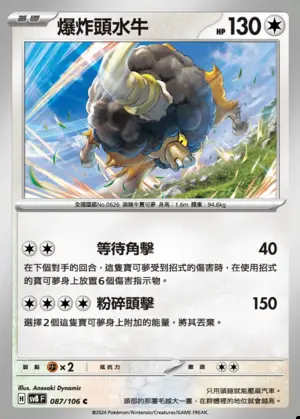 基礎 爆炸頭水牛 HP 130
全國圖鑑No.0626 頭錘牛寶可夢 身高：1.6m 體重：94.6kg
等待角擊 40
在下個對手的回合，這隻寶可夢受到招式的傷害時，在使用招式
的寶可夢身上放置6個傷害指示物。
粉碎頭擊 150
選擇2個這隻寶可夢身上附加的能量，將其丟棄。
弱點 ×2 抵抗力 撤退
Illus. Anesaki Dynamic
H sv8 F 087/106 C
只用頭錘就能壓扁汽車。
頭部的那團毛越大一團，在群體裡的地位就會越高。
©2024 Pokémon/Nintendo/Creatures/GAME FREAK.